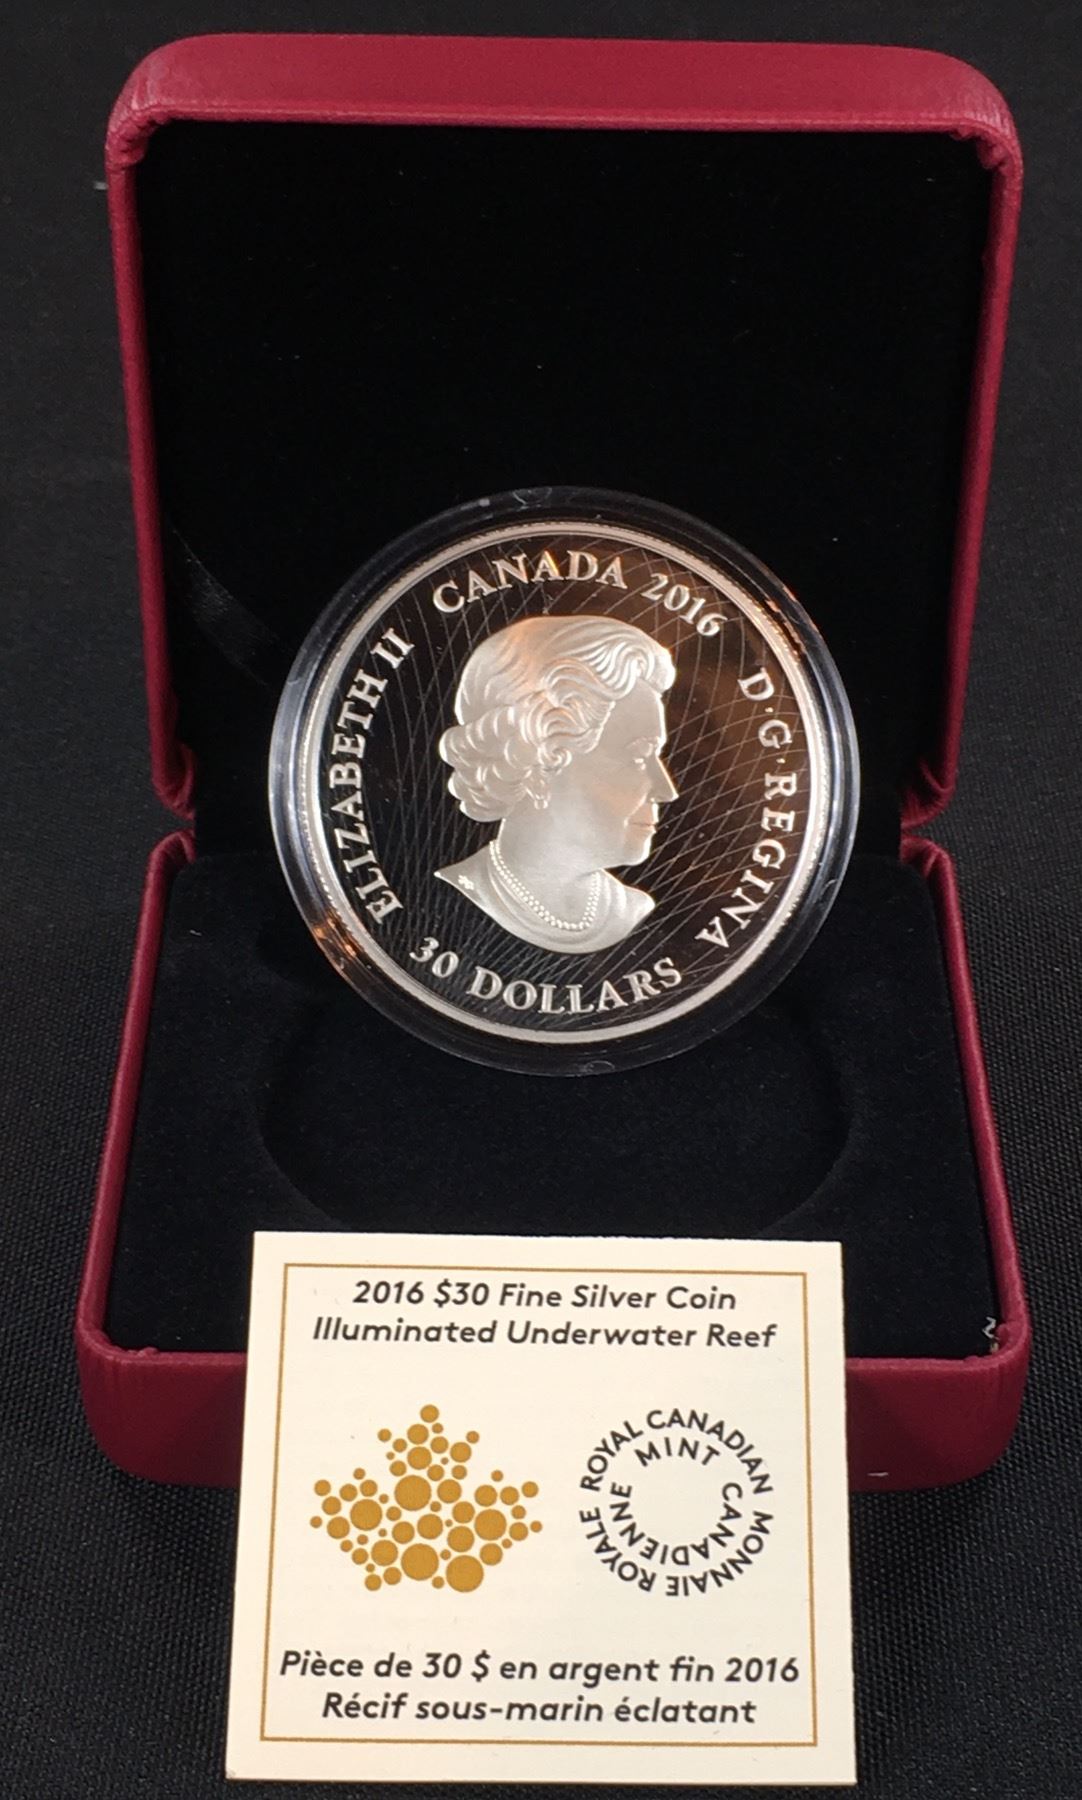 ELIZABETH II CANADA 2016 D·G·REGINA
30 DOLLARS
2016 $30 Fine Silver Coin
Illuminated Underwater Reef
ROYAL CANADIAN MINT
MONNAIE ROYALE CANADIENNE
Pièce de 30 $ en argent fin 2016
Récif sous-marin éclatant